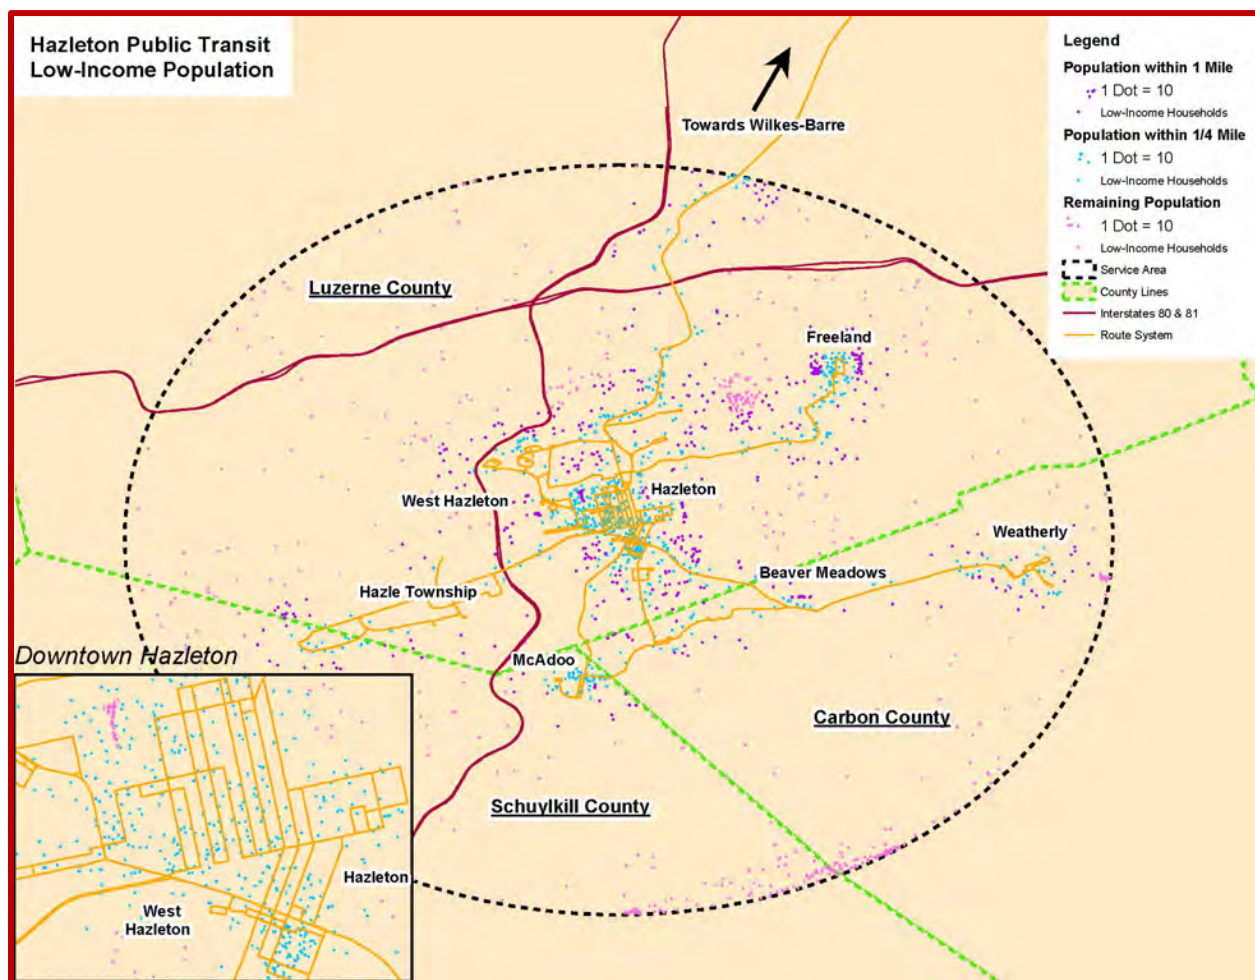 Hazleton Public Transit
Low-Income Population
Legend
Population within 1 Mile
1 Dot = 10
Low-Income Households
Population within 1/4 Mile
1 Dot = 10
Low-Income Households
Remaining Population
1 Dot = 10
Low-Income Households
Service Area
County Lines
Interstates 80 & 81
Route System
Towards Wilkes-Barre
Luzerne County
Freeland
West Hazleton
Hazleton
Weatherly
Beaver Meadows
Hazle Township
McAdoo
Downtown Hazleton
Carbon County
Schuylkill County
Hazleton
West
Hazleton